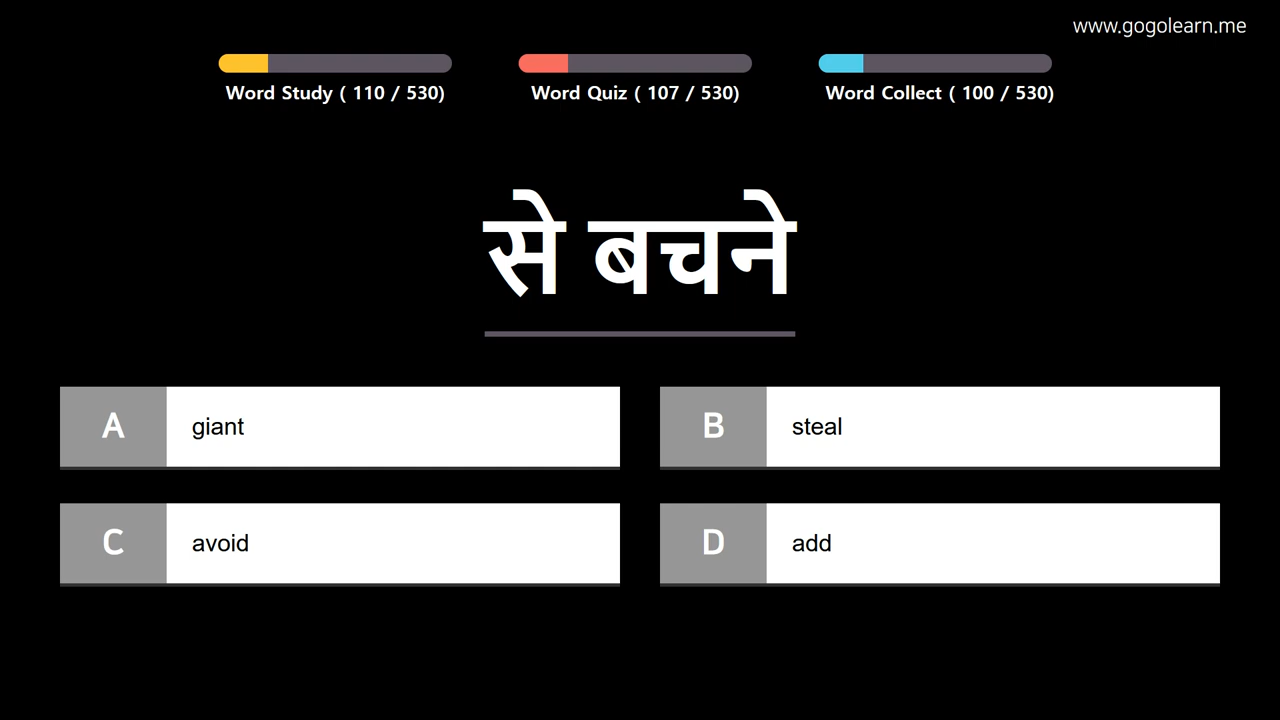 www.gogolearn.me
Word Study ( 110 / 530)
Word Quiz ( 107 / 530)
Word Collect ( 100 / 530)
से बचने
A giant
B steal
C avoid
D add